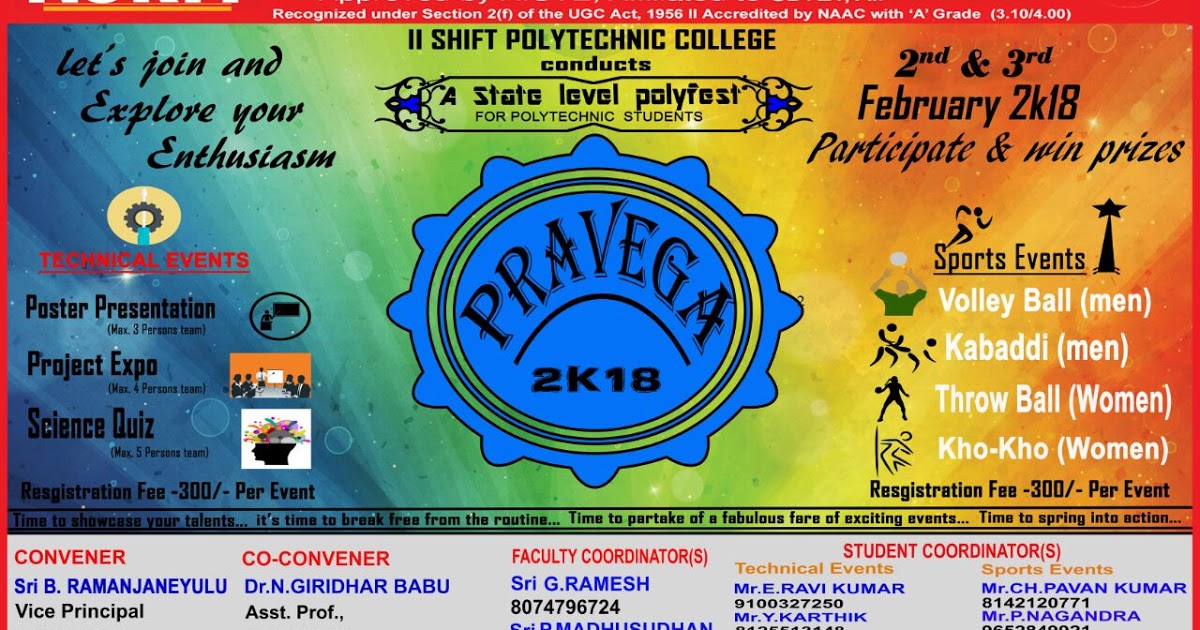 Recognized under Section 2(f) of the UGC Act, 1956 II Accredited by NAAC with ‘A’ Grade (3.10/4.00)
II SHIFT POLYTECHNIC COLLEGE
conducts
A State level polyfest
FOR POLYTECHNIC STUDENTS
let's join and
Explore your
Enthusiasm
2nd & 3rd
February 2k18
Participate & win prizes
TECHNICAL EVENTS
Poster Presentation
(Max. 3 Persons team)
Project Expo
(Max. 4 Persons team)
Science Quiz
(Max. 5 Persons team)
Resgistration Fee -300/- Per Event
PRAVEGA
2K18
Sports Events
Volley Ball (men)
Kabaddi (men)
Throw Ball (Women)
Kho-Kho (Women)
Resgistration Fee -300/- Per Event
Time to showcase your talents... it's time to break free from the routine... Time to partake of a fabulous fare of exciting events... Time to spring into action...
CONVENER
Sri B. RAMANJANEYULU
Vice Principal
CO-CONVENER
Dr.N.GIRIDHAR BABU
Asst. Prof.,
FACULTY COORDINATOR(S)
Sri G.RAMESH
8074796724
Sri P.MADHUSUDHAN
STUDENT COORDINATOR(S)
Technical Events
Mr.E.RAVI KUMAR
9100327250
Mr.Y.KARTHIK
Sports Events
Mr.CH.PAVAN KUMAR
8142120771
Mr.P.NAGANDRA